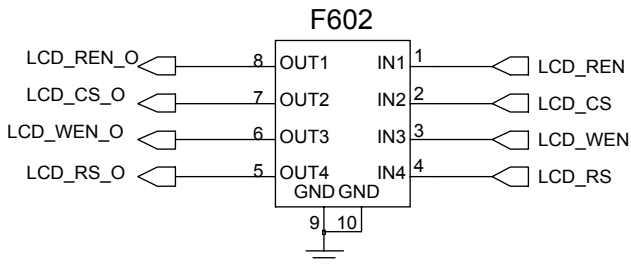 F602
LCD_REN_O 8 OUT1 IN1 1 LCD_REN
LCD_CS_O 7 OUT2 IN2 2 LCD_CS
LCD_WEN_O 6 OUT3 IN3 3 LCD_WEN
LCD_RS_O 5 OUT4 IN4 4 LCD_RS
GND GND
9 10